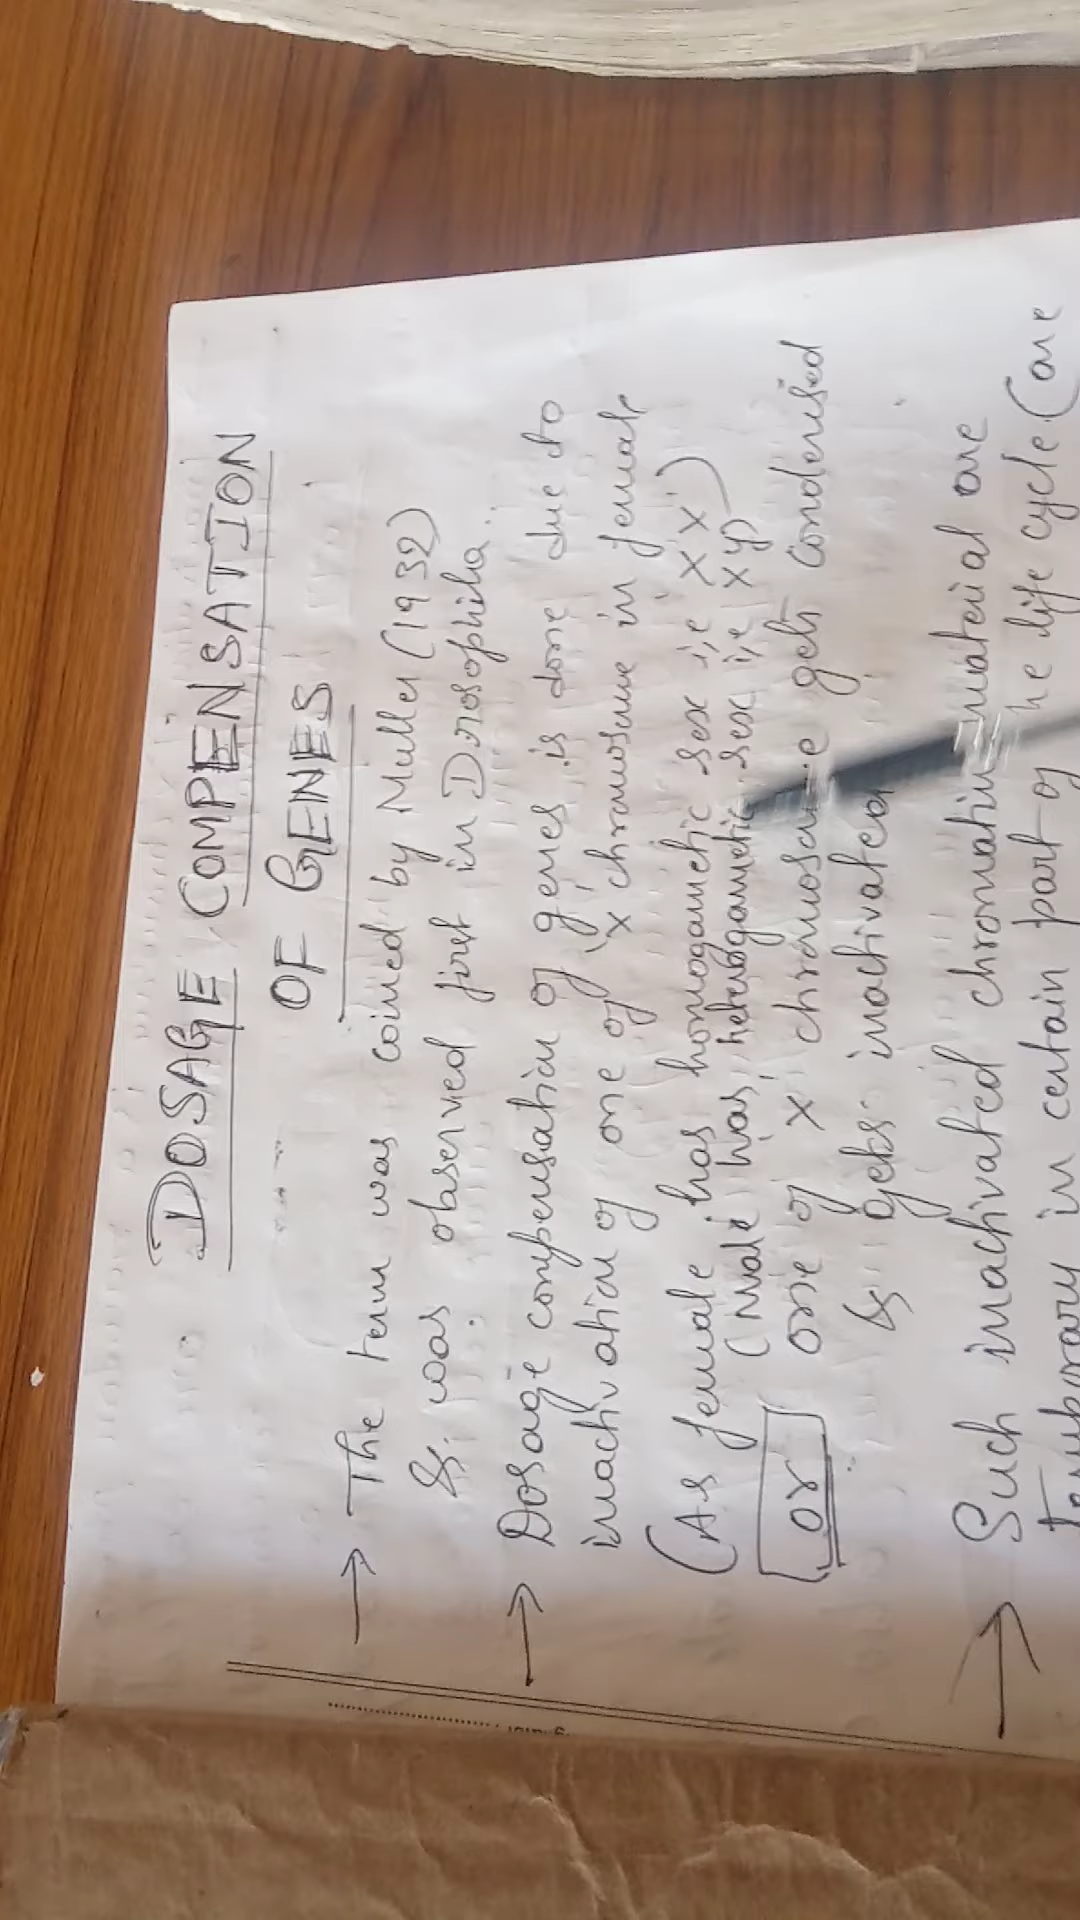 DOSAGE COMPENSATION
OF GENES
→ The term was coined by Muller (1932)
& was observed first in Drosophila.
→ Dosage compensation of genes is done due to
inactivation of one of 'X' chromosome in female
(As female has homogametic sex i,e XX)
(Male has heterogametic sex i,e XY)
or one of X chromosome gets condensed
& gets inactivated
→ Such inactivated chromatin material are
temporary in certain part of the life cycle (are